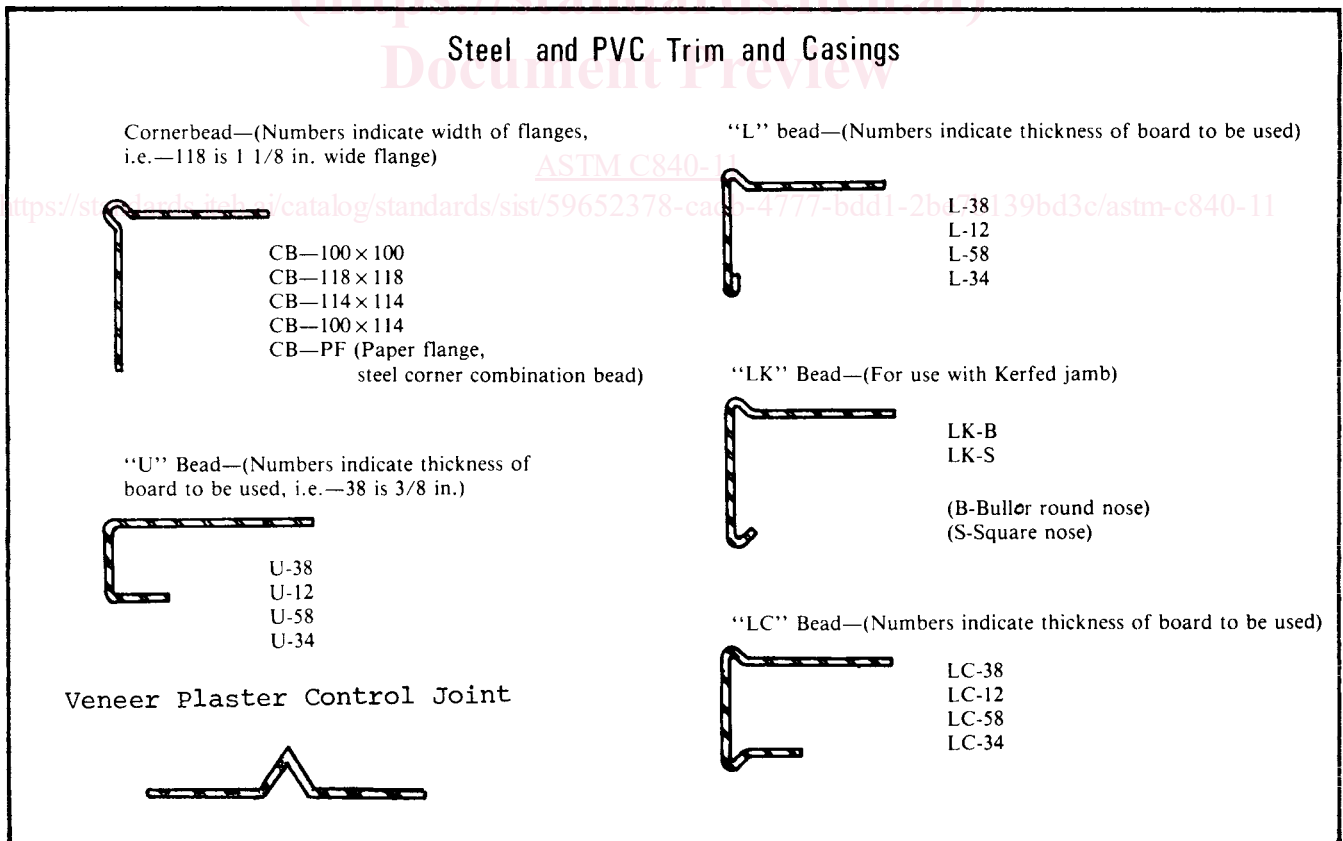 (https://standards.iteh.ai)
Steel and PVC Trim and Casings
Document Preview
Cornerbead—(Numbers indicate width of flanges,
i.e.—118 is 1 1/8 in. wide flange)
CB—100 × 100
CB—118 × 118
CB—114 × 114
CB—100 × 114
CB—PF (Paper flange,
steel corner combination bead)
“U” Bead—(Numbers indicate thickness of
board to be used, i.e.—38 is 3/8 in.)
U-38
U-12
U-58
U-34
Veneer Plaster Control Joint
“L” bead—(Numbers indicate thickness of board to be used)
ASTM C840-11
L-38
L-12
L-58
L-34
“LK” Bead—(For use with Kerfed jamb)
LK-B
LK-S
(B-Buller round nose)
(S-Square nose)
“LC” Bead—(Numbers indicate thickness of board to be used)
LC-38
LC-12
LC-58
LC-34